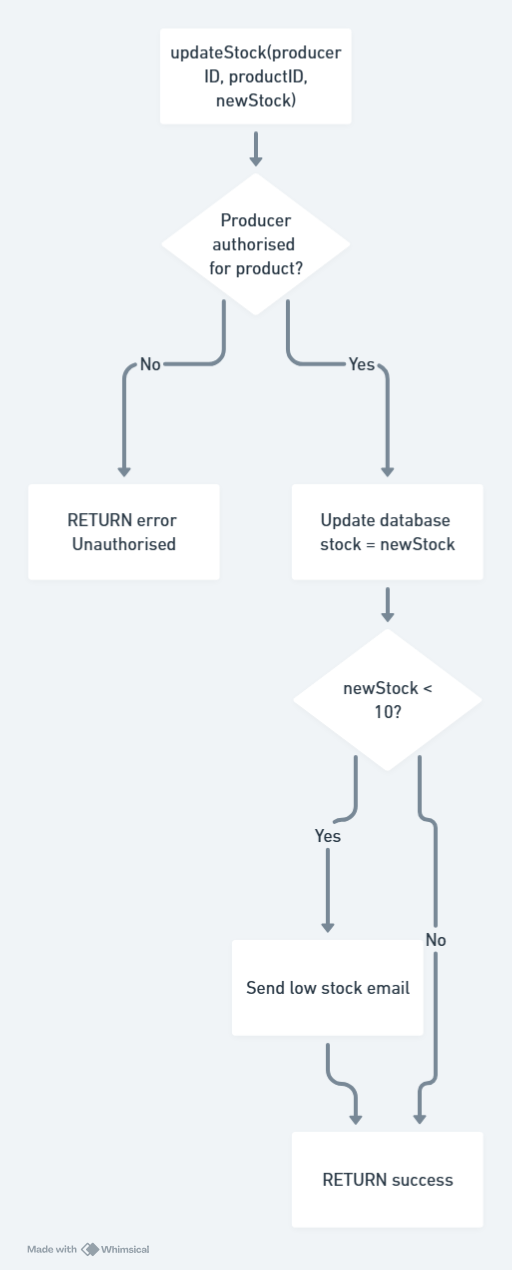 updateStock(producer
ID, productID,
newStock)
Producer
authorised
for product?
No
Yes
RETURN error
Unauthorised
Update database
stock = newStock
newStock <
10?
Yes
No
Send low stock email
RETURN success
Made with Whimsical